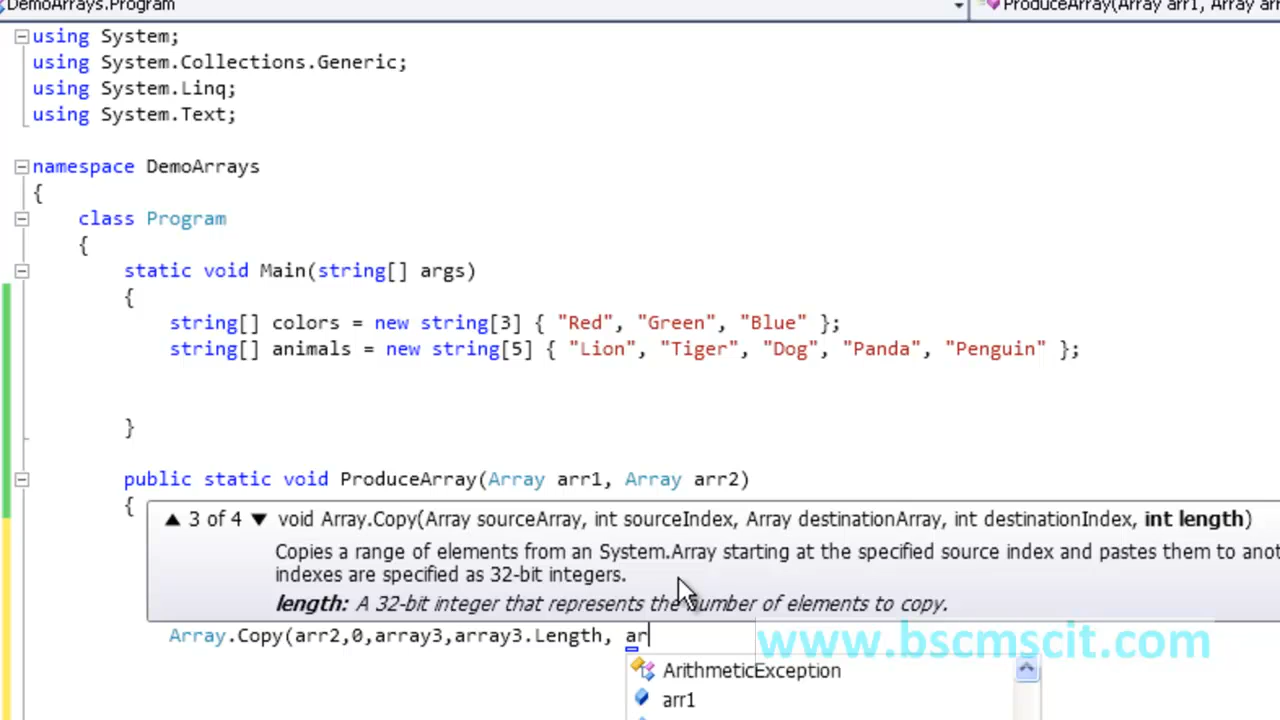 DemoArrays.Program ProduceArray(Array arr1, Array arr
using System;
using System.Collections.Generic;
using System.Linq;
using System.Text;
namespace DemoArrays
{
class Program
{
static void Main(string[] args)
{
string[] colors = new string[3] { "Red", "Green", "Blue" };
string[] animals = new string[5] { "Lion", "Tiger", "Dog", "Panda", "Penguin" };
}
public static void ProduceArray(Array arr1, Array arr2)
{
▲ 3 of 4 ▼ void Array.Copy(Array sourceArray, int sourceIndex, Array destinationArray, int destinationIndex, int length)
Copies a range of elements from an System.Array starting at the specified source index and pastes them to anot
indexes are specified as 32-bit integers.
length: A 32-bit integer that represents the number of elements to copy.
Array.Copy(arr2,0,array3,array3.Length, ar
www.bscmscit.com
ArithmeticException
arr1